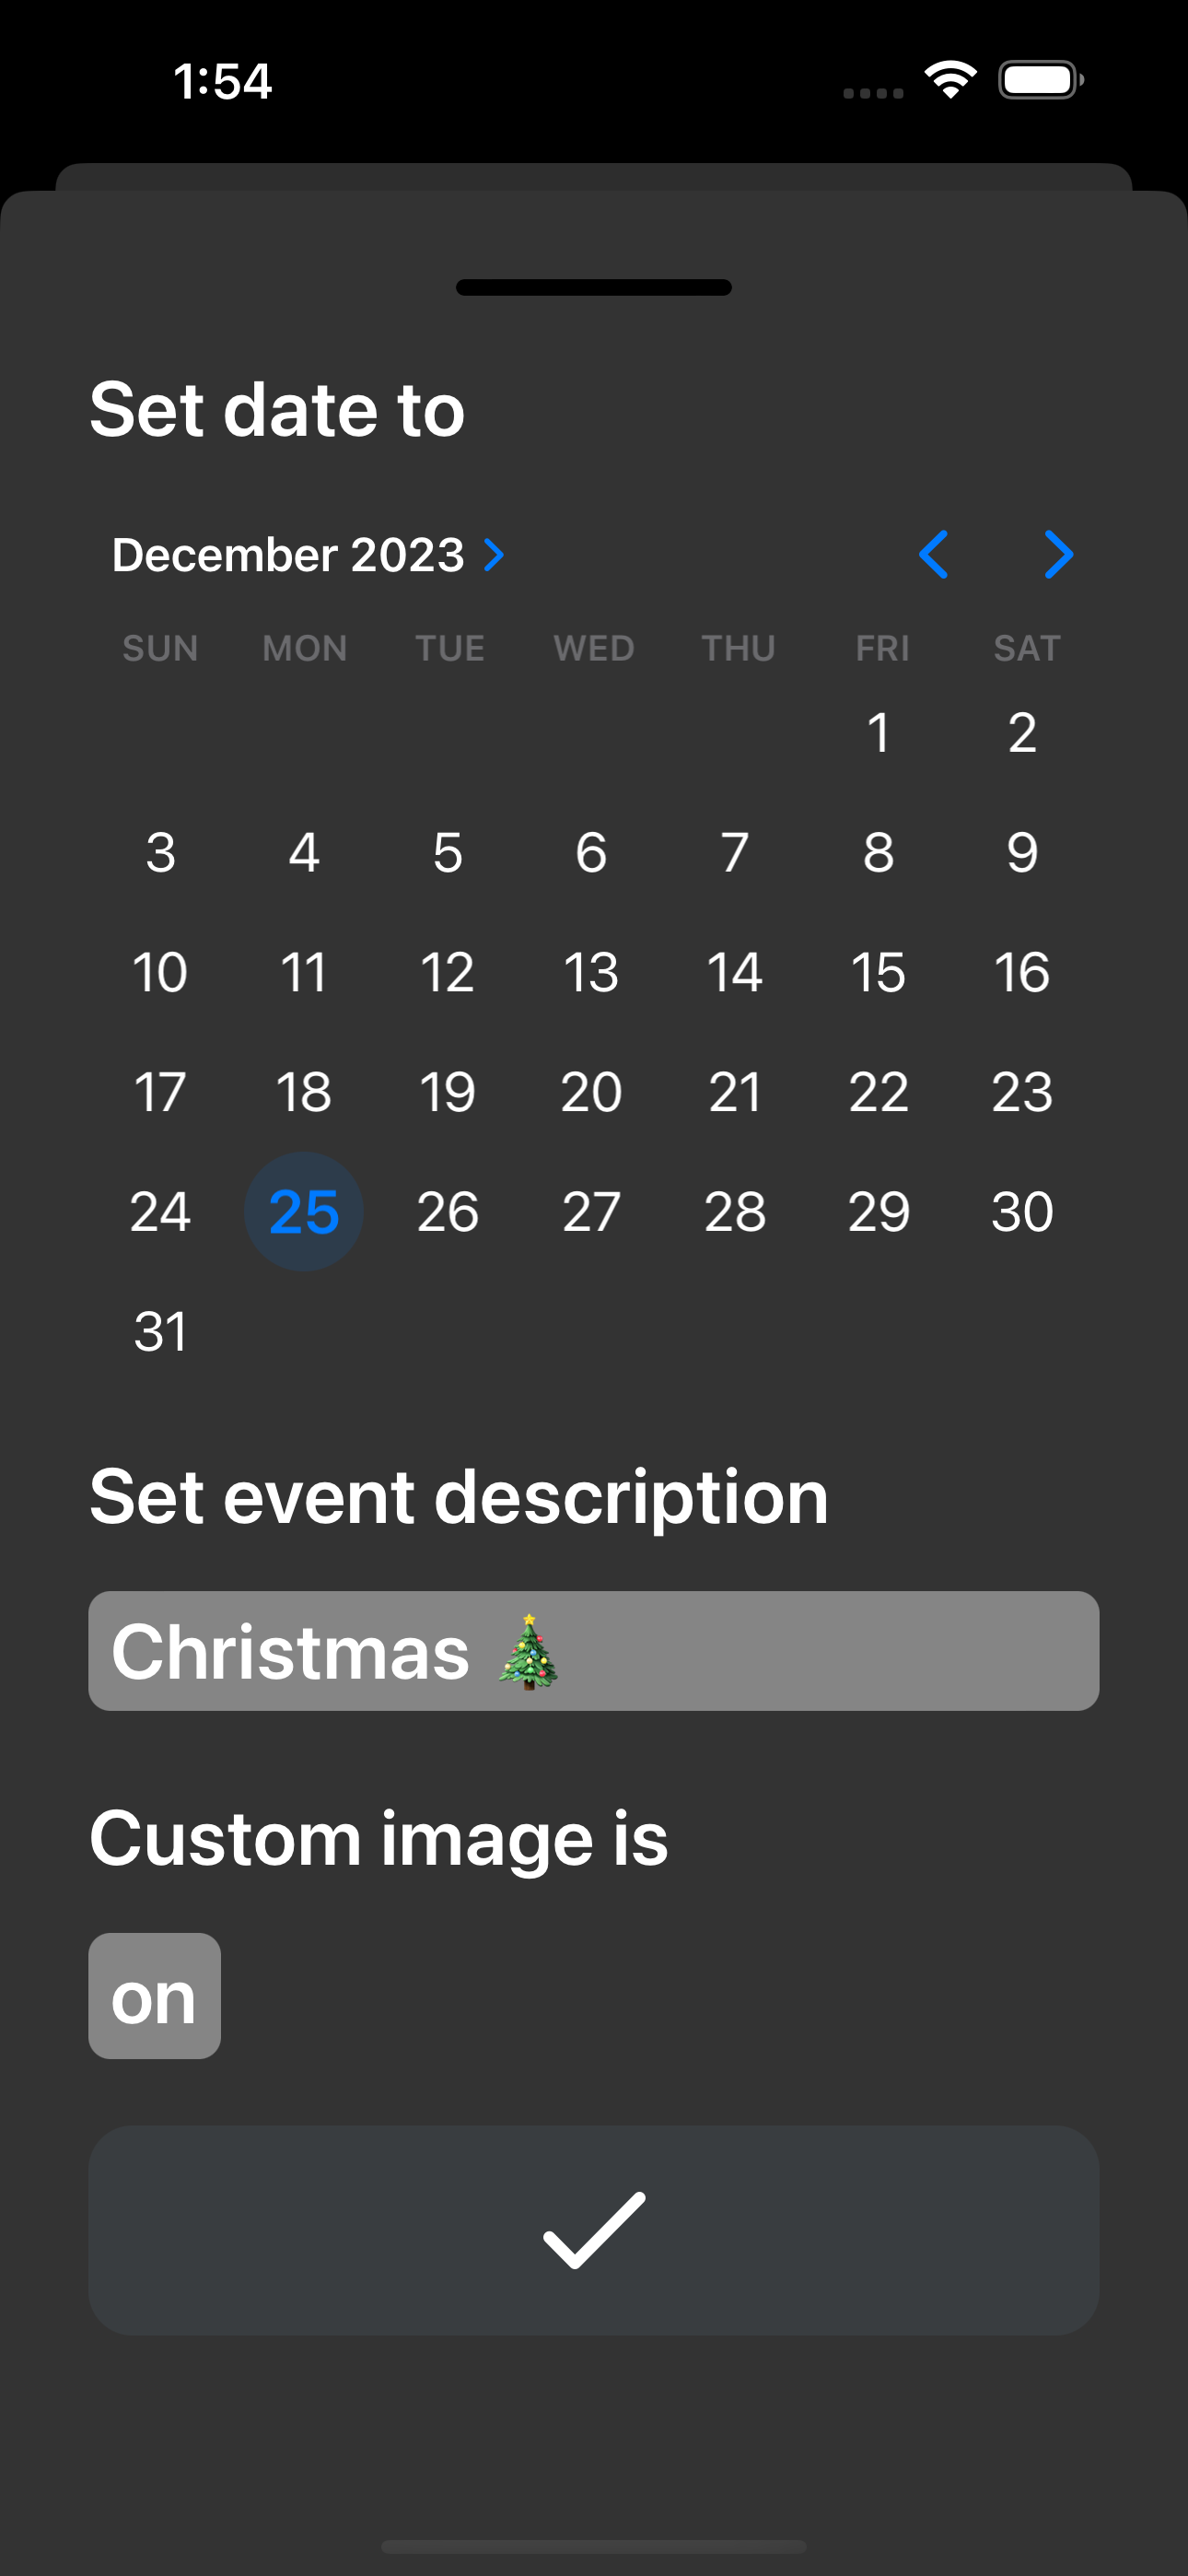 1:54
Set date to
December 2023
SUN MON TUE WED THU FRI SAT
1 2
3 4 5 6 7 8 9
10 11 12 13 14 15 16
17 18 19 20 21 22 23
24 25 26 27 28 29 30
31
Set event description
Christmas 🎄
Custom image is
on